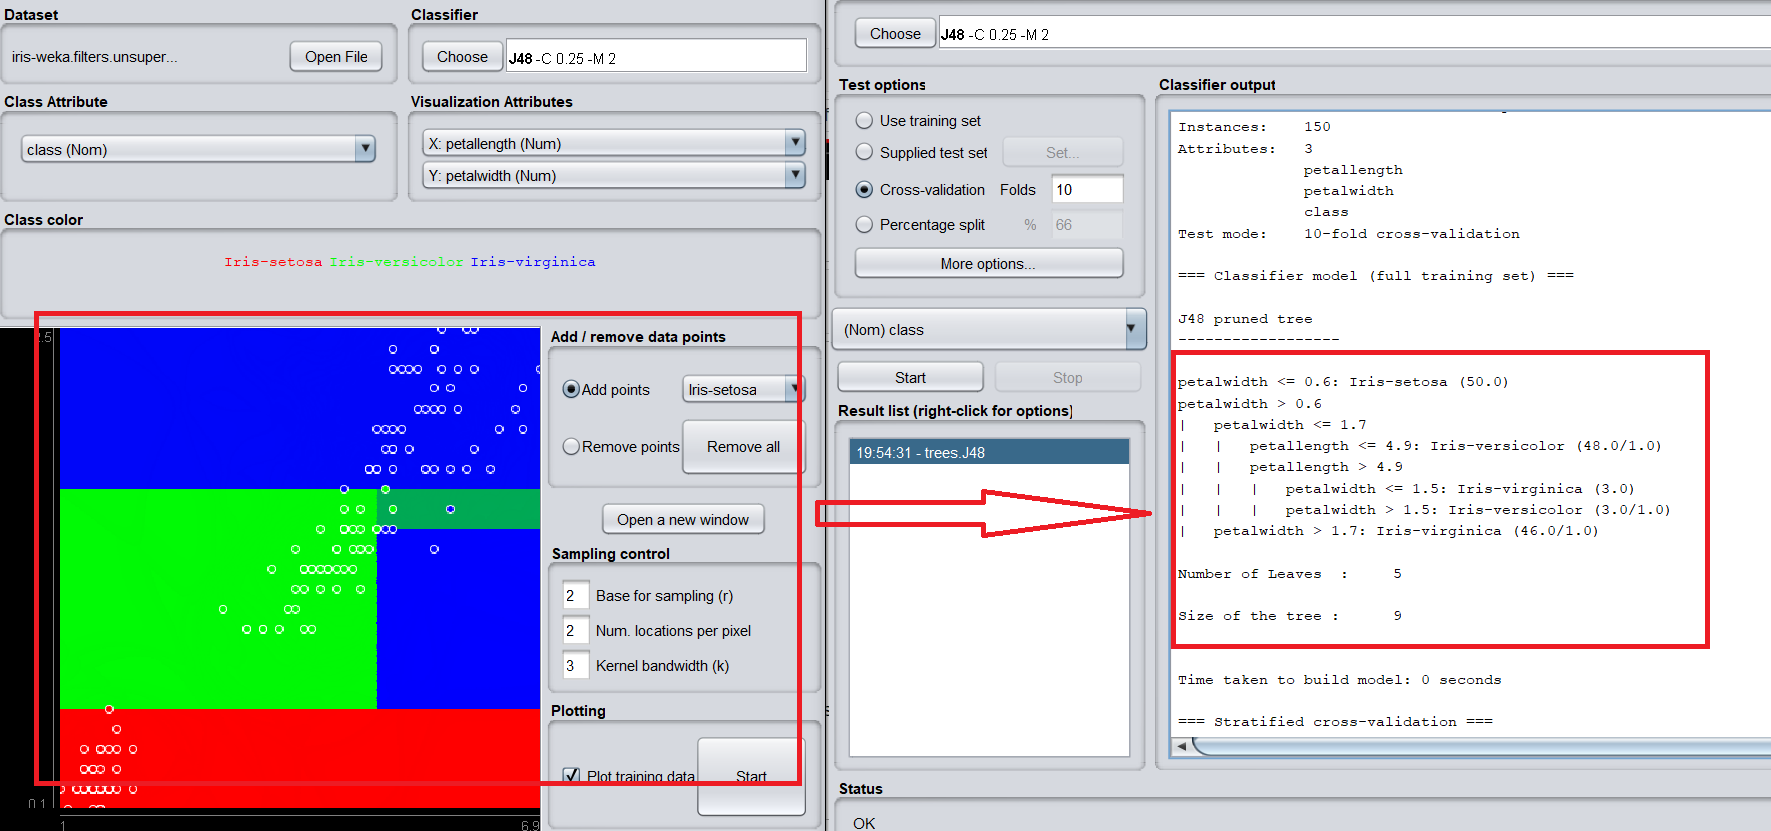 Dataset
iris-weka.filters.unsuper...
Open File
Classifier
Choose
J48 -C 0.25 -M 2
Class Attribute
class (Nom)
Visualization Attributes
X: petallength (Num)
Y: petalwidth (Num)
Class color
Iris-setosa Iris-versicolor Iris-virginica
2.5
0.1
1
6.9
Add / remove data points
Add points
Iris-setosa
Remove points
Remove all
Open a new window
Sampling control
2 Base for sampling (r)
2 Num. locations per pixel
3 Kernel bandwidth (k)
Plotting
Plot training data
Start
Choose
J48 -C 0.25 -M 2
Test options
Use training set
Supplied test set Set...
Cross-validation Folds 10
Percentage split % 66
More options...
(Nom) class
Start
Stop
Result list (right-click for options)
19:54:31 - trees.J48
Classifier output
Instances: 150
Attributes: 3
petallength
petalwidth
class
Test mode: 10-fold cross-validation
=== Classifier model (full training set) ===
J48 pruned tree
------------------
petalwidth <= 0.6: Iris-setosa (50.0)
petalwidth > 0.6
| petalwidth <= 1.7
| | petallength <= 4.9: Iris-versicolor (48.0/1.0)
| | petallength > 4.9
| | | petalwidth <= 1.5: Iris-virginica (3.0)
| | | petalwidth > 1.5: Iris-versicolor (3.0/1.0)
| petalwidth > 1.7: Iris-virginica (46.0/1.0)
Number of Leaves : 5
Size of the tree : 9
Time taken to build model: 0 seconds
=== Stratified cross-validation ===
Status
OK